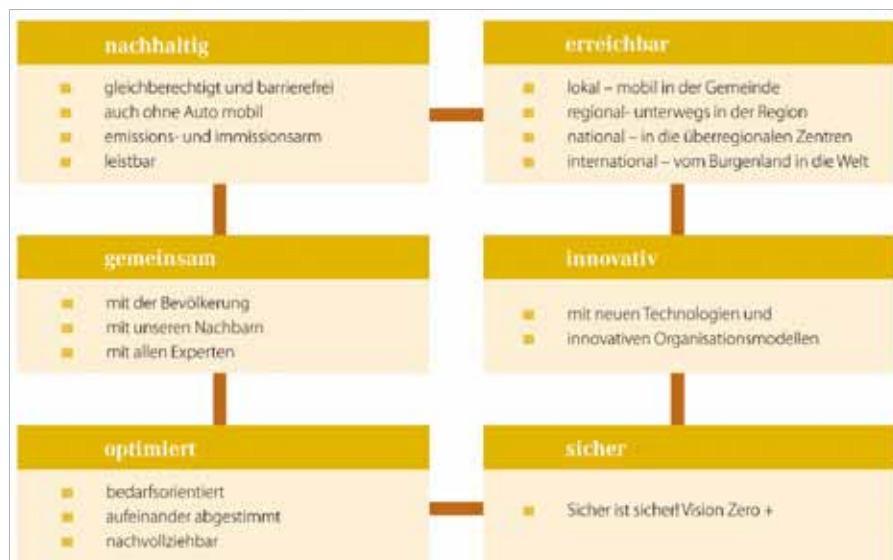 nachhaltig
gleichberechtigt und barrierefrei
auch ohne Auto mobil
emissions- und immissionsarm
leistbar
erreichbar
lokal – mobil in der Gemeinde
regional- unterwegs in der Region
national – in die überregionalen Zentren
international – vom Burgenland in die Welt
gemeinsam
mit der Bevölkerung
mit unseren Nachbarn
mit allen Experten
innovativ
mit neuen Technologien und
innovativen Organisationsmodellen
optimiert
bedarfsorientiert
aufeinander abgestimmt
nachvollziehbar
sicher
Sicher ist sicher! Vision Zero +